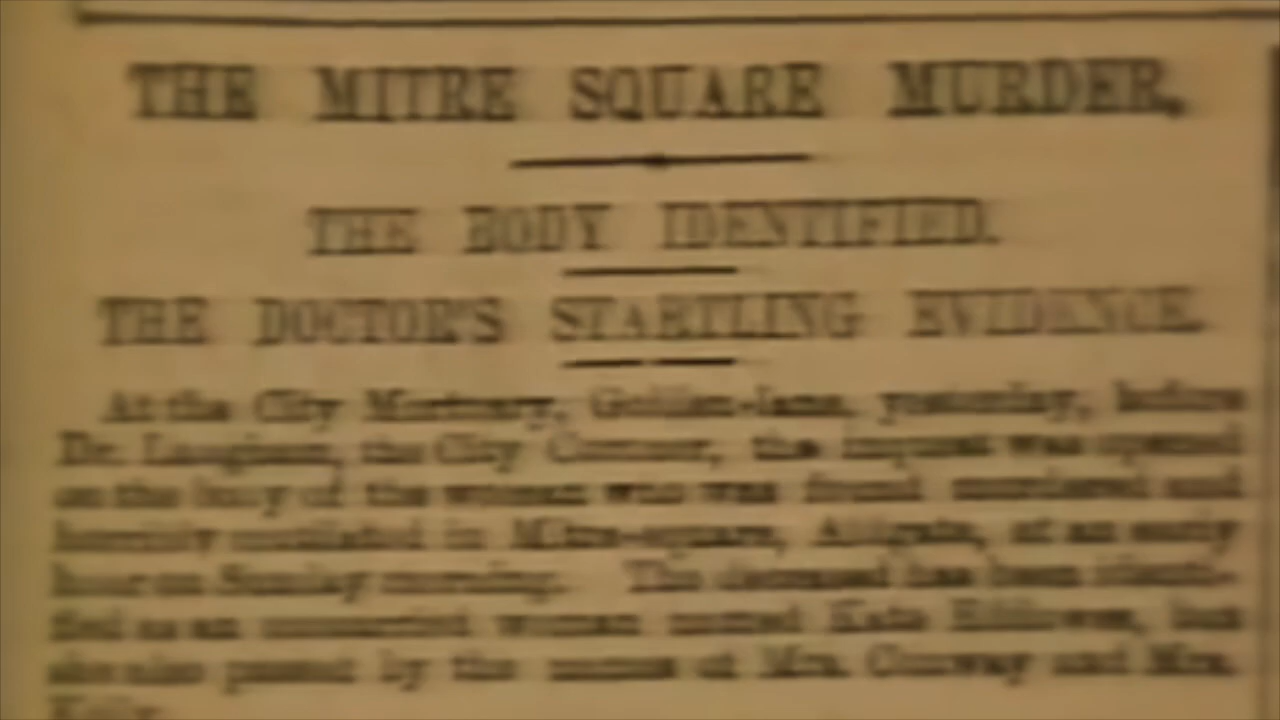 THE MITRE SQUARE MURDER.
THE BODY IDENTIFIED.
THE DOCTOR'S STARTLING EVIDENCE.
At the City Mortuary, Golden-lane, yesterday, before
Dr. Langham, the City Coroner, the inquest was opened
on the body of the woman who was found murdered and
horribly mutilated in Mitre-square, Aldgate, at an early
hour on Sunday morning. The deceased has been identi-
fied as an unmarried woman named Kate Eddowes, but
she also passed by the names of Mrs. Conway and Mrs.
Kelly.